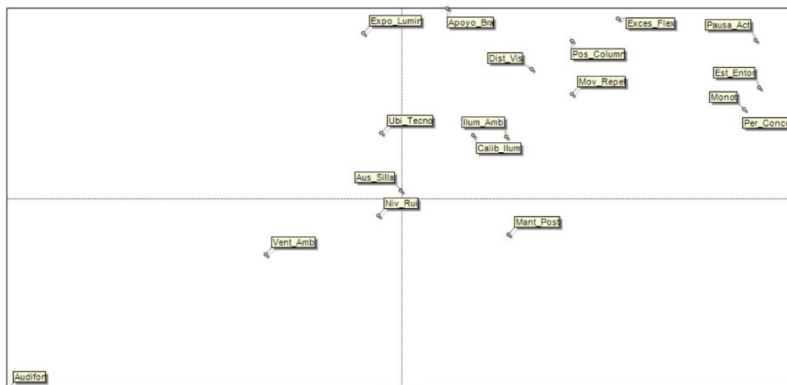 Expo_Lumin
Apoyo_Bra
Exces_Flex
Pausa_Act
Dist_Vis
Pos_Column
Est_Entor
Mov_Repet
Monot
Ubi_Tecno
Ilum_Amb
Per_Conce
Calib_Ilum
Aus_Silla
Niv_Rui
Mant_Post
Vent_Amb
Audifon